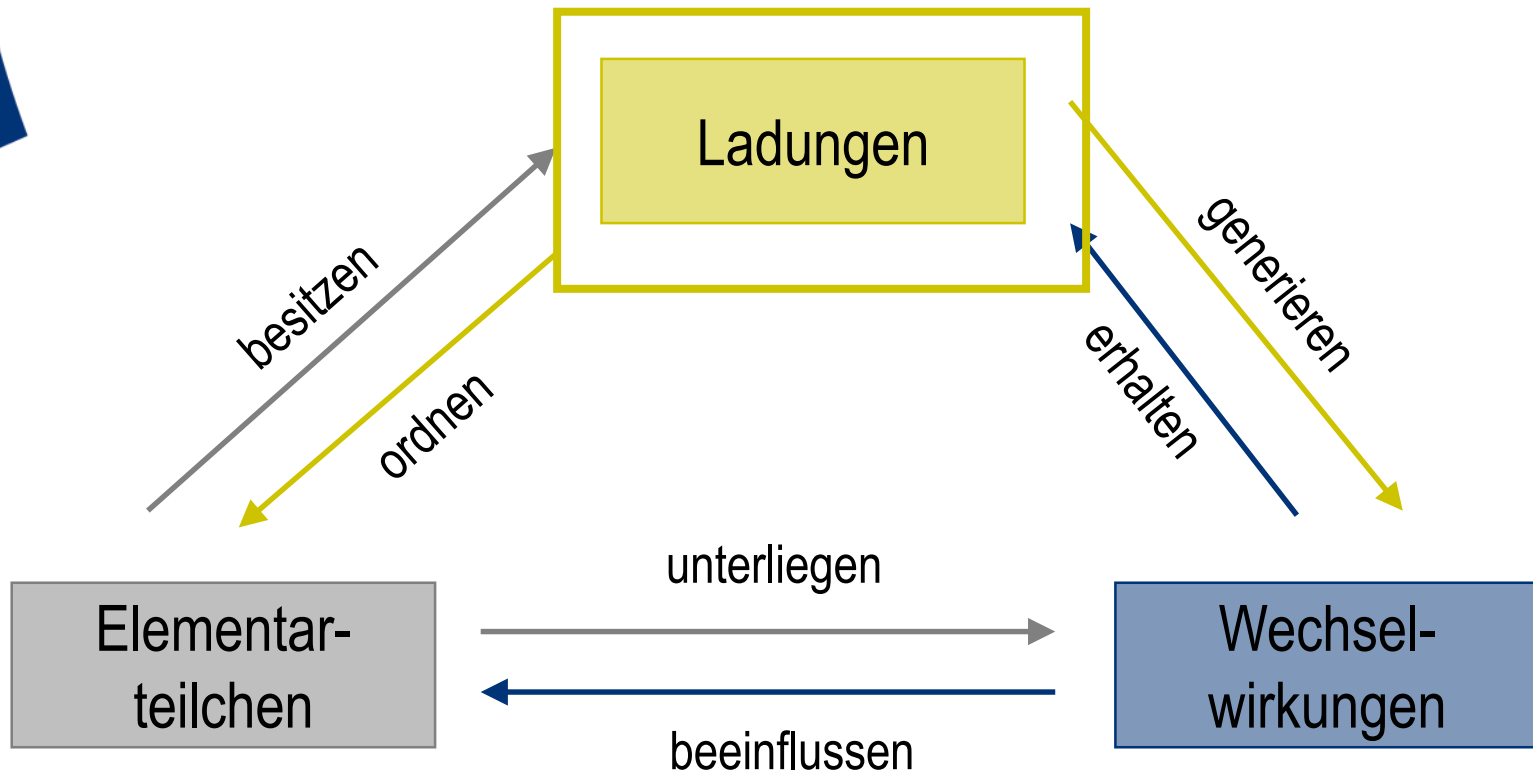 Ladungen
besitzen
ordnen
generieren
erhalten
unterliegen
Elementar-
teilchen
Wechsel-
wirkungen
beeinflussen